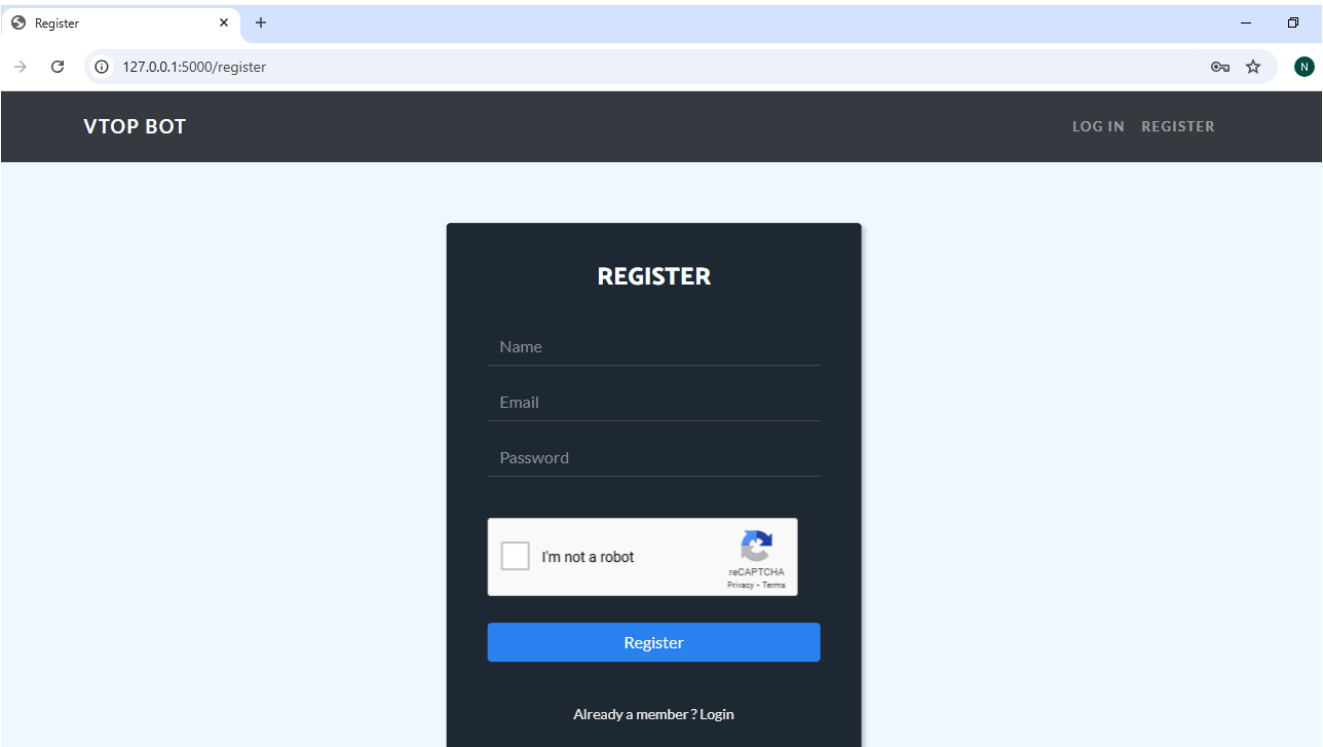 Register
127.0.0.1:5000/register
N
VTOP BOT
LOG IN REGISTER
REGISTER
Name
Email
Password
I'm not a robot
reCAPTCHA
Privacy - Terms
Register
Already a member ? Login